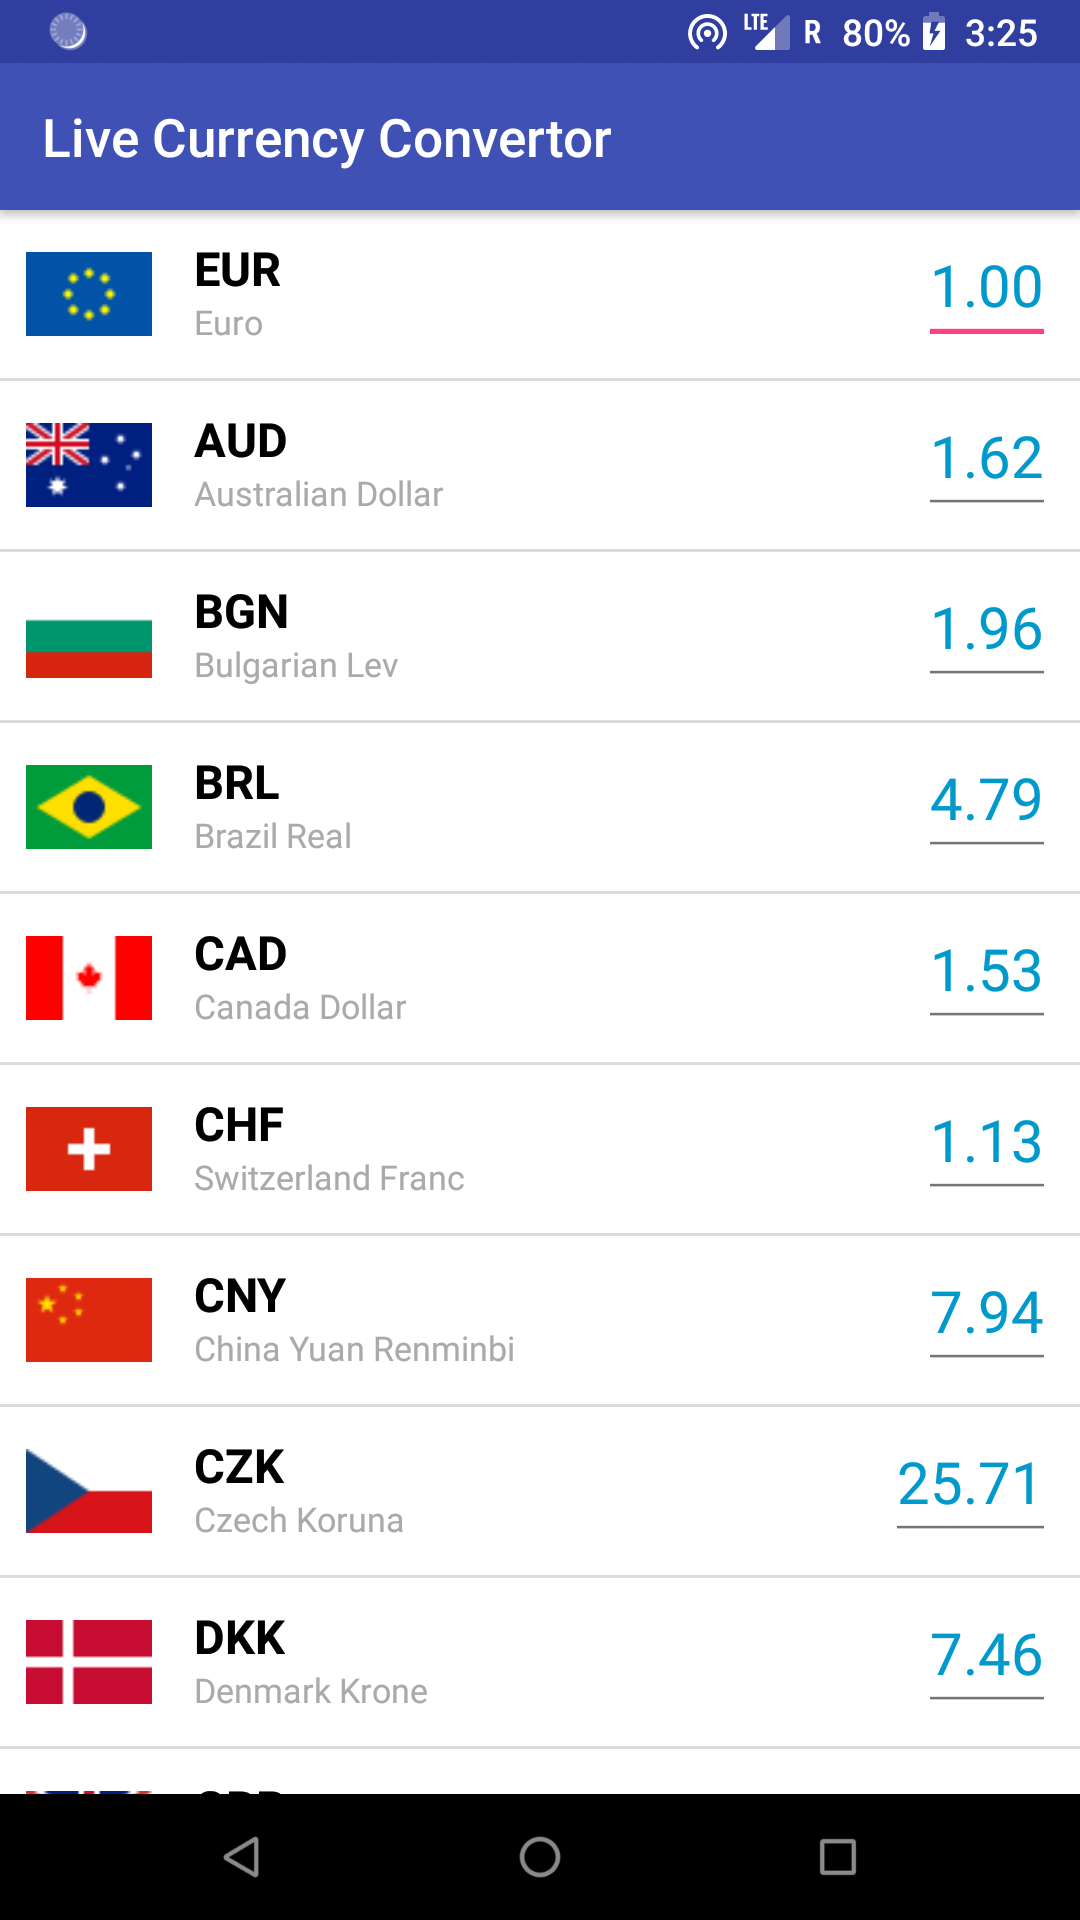 LTE R 80% 3:25
Live Currency Convertor
EUR
Euro
1.00
AUD
Australian Dollar
1.62
BGN
Bulgarian Lev
1.96
BRL
Brazil Real
4.79
CAD
Canada Dollar
1.53
CHF
Switzerland Franc
1.13
CNY
China Yuan Renminbi
7.94
CZK
Czech Koruna
25.71
DKK
Denmark Krone
7.46